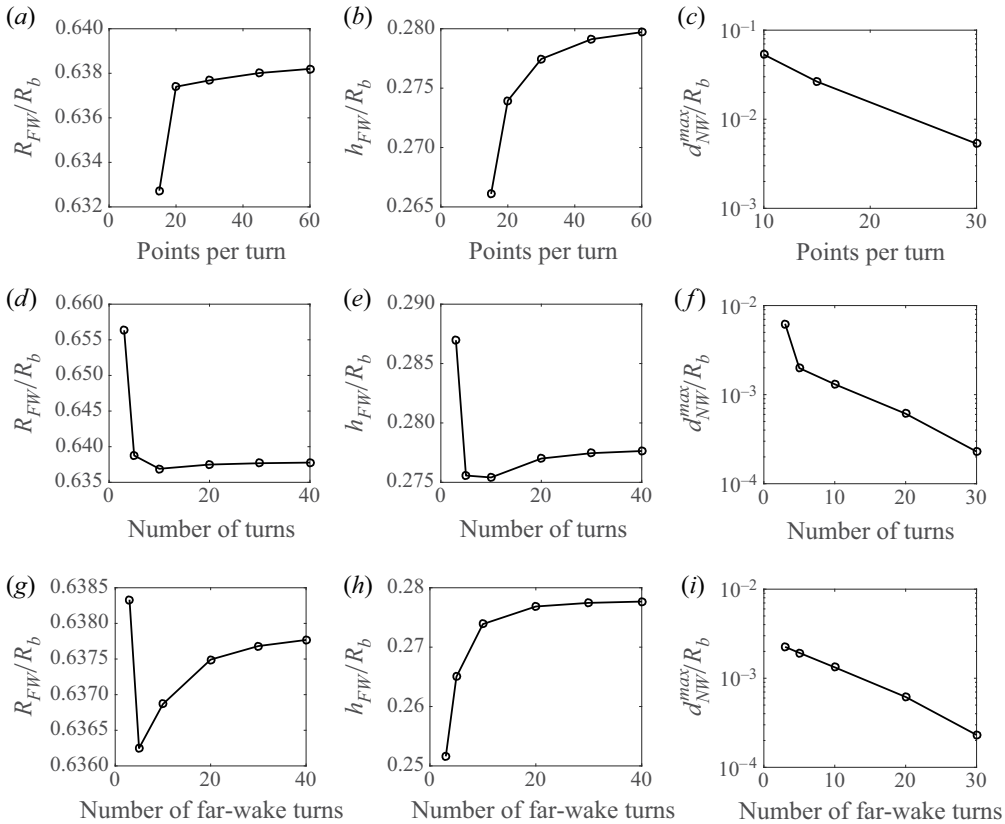 (a)
0.640
0.638
0.636
0.634
0.632
R_FW/R_b
0 20 40 60
Points per turn
(b)
0.280
0.275
0.270
0.265
h_FW/R_b
0 20 40 60
Points per turn
(c)
10^-1
10^-2
10^-3
d_NW^max/R_b
10 20 30
Points per turn
(d)
0.660
0.655
0.650
0.645
0.640
0.635
R_FW/R_b
0 10 20 30 40
Number of turns
(e)
0.290
0.285
0.280
0.275
h_FW/R_b
0 10 20 30 40
Number of turns
(f)
10^-2
10^-3
10^-4
d_NW^max/R_b
0 10 20 30
Number of turns
(g)
0.6385
0.6380
0.6375
0.6370
0.6365
0.6360
R_FW/R_b
0 20 40
Number of far-wake turns
(h)
0.28
0.27
0.26
0.25
h_FW/R_b
0 10 20 30 40
Number of far-wake turns
(i)
10^-2
10^-3
10^-4
d_NW^max/R_b
0 10 20 30
Number of far-wake turns